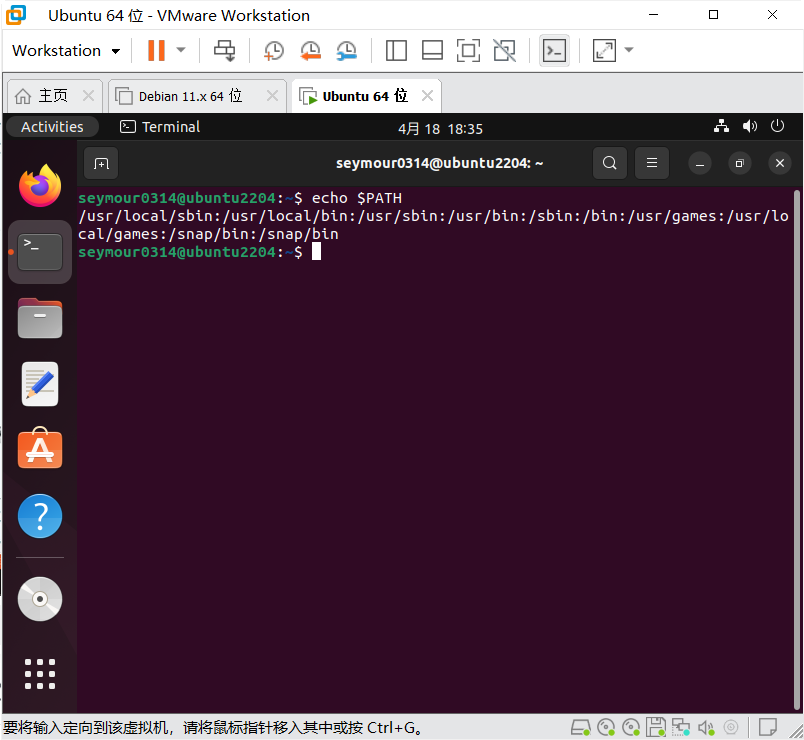 Ubuntu 64 位 - VMware Workstation
Workstation
主页
Debian 11.x 64 位
Ubuntu 64 位
Activities
Terminal
4月 18 18:35
seymour0314@ubuntu2204: ~
seymour0314@ubuntu2204:~$ echo $PATH
/usr/local/sbin:/usr/local/bin:/usr/sbin:/usr/bin:/sbin:/bin:/usr/games:/usr/lo
cal/games:/snap/bin:/snap/bin
seymour0314@ubuntu2204:~$
要将输入定向到该虚拟机，请将鼠标指针移入其中或按 Ctrl+G。